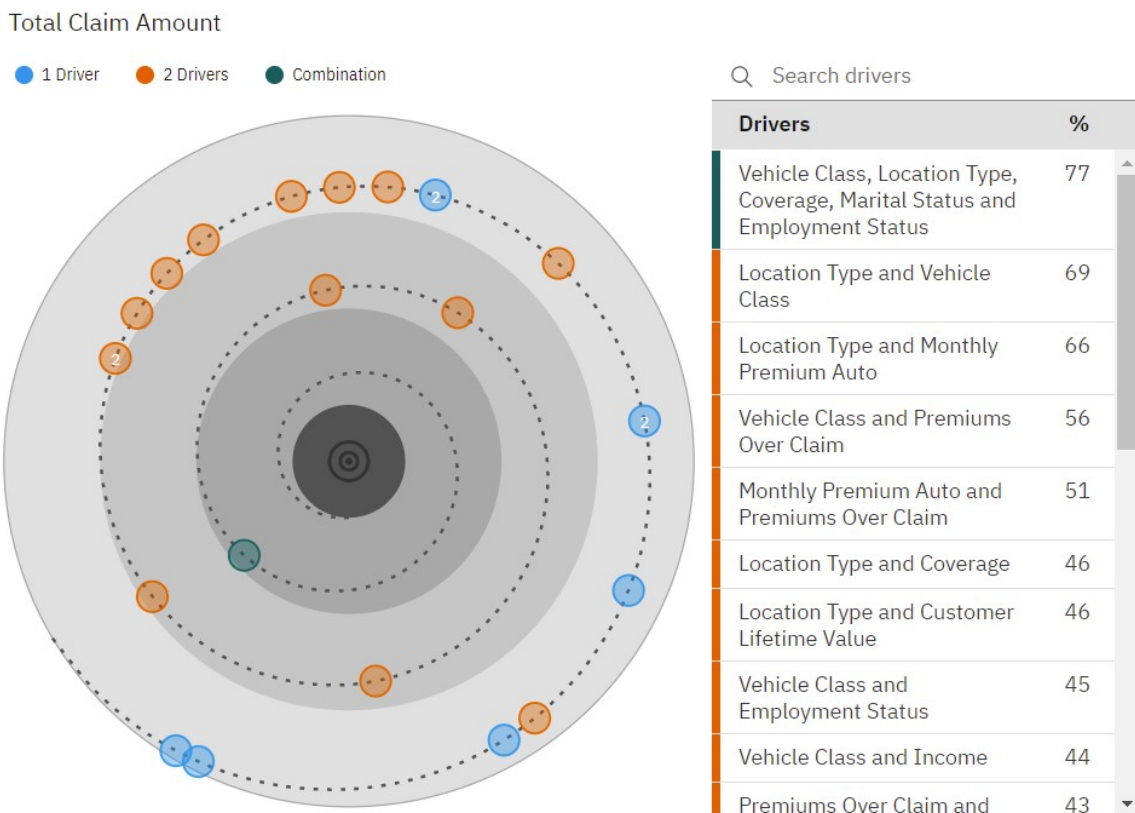 Total Claim Amount
1 Driver
2 Drivers
Combination
2
2
2
Search drivers
Drivers %
Vehicle Class, Location Type, 77
Coverage, Marital Status and
Employment Status
Location Type and Vehicle 69
Class
Location Type and Monthly 66
Premium Auto
Vehicle Class and Premiums 56
Over Claim
Monthly Premium Auto and 51
Premiums Over Claim
Location Type and Coverage 46
Location Type and Customer 46
Lifetime Value
Vehicle Class and 45
Employment Status
Vehicle Class and Income 44
Premiums Over Claim and 43